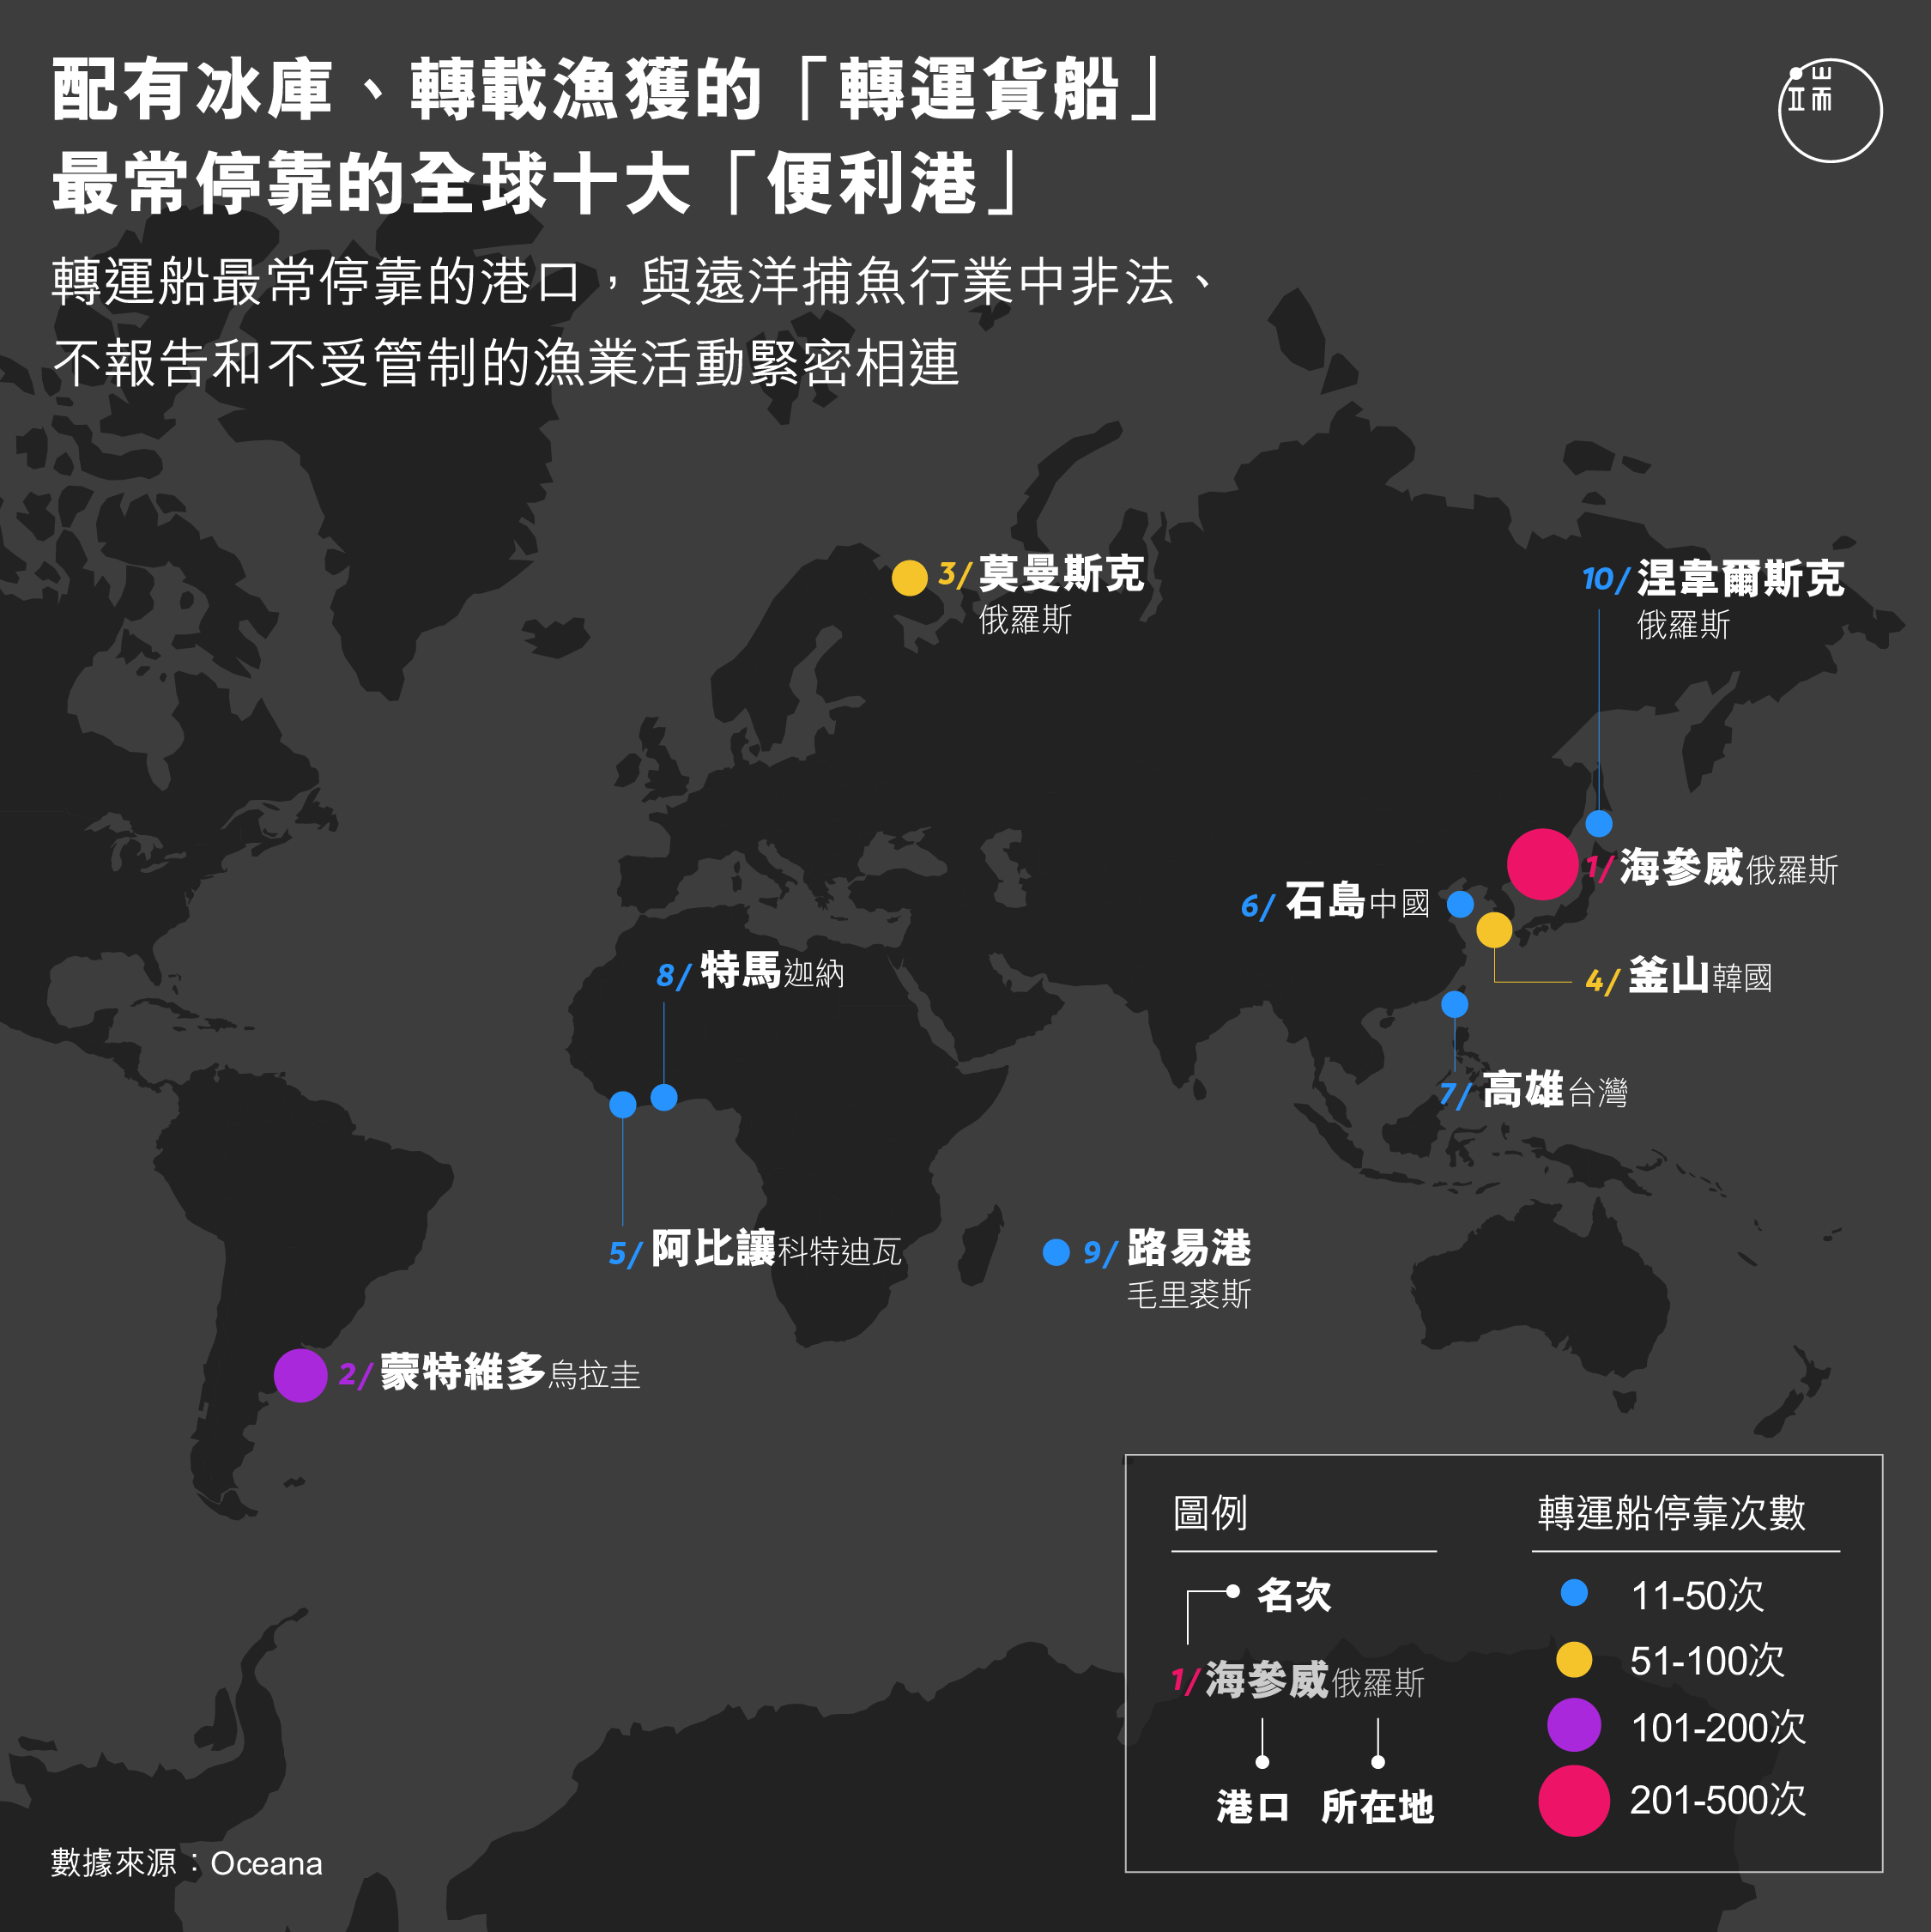 配有冰庫、轉載漁獲的「轉運貨船」
最常停靠的全球十大「便利港」
轉運船最常停靠的港口，與遠洋捕魚行業中非法、
不報告和不受管制的漁業活動緊密相連
端
3/ 莫曼斯克
俄羅斯
10/ 涅韋爾斯克
俄羅斯
1/ 海參威 俄羅斯
6/ 石島 中國
4/ 釜山 韓國
8/ 特馬 迦納
7/ 高雄 台灣
5/ 阿比讓 科特迪瓦
9/ 路易港
毛里裘斯
2/ 蒙特維多 烏拉圭
圖例
名次
1/ 海參威 俄羅斯
港口 所在地
轉運船停靠次數
11-50次
51-100次
101-200次
201-500次
數據來源：Oceana